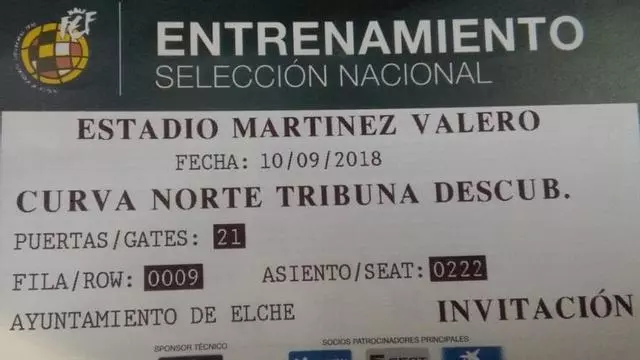 ENTRENAMIENTO
SELECCIÓN NACIONAL
ESTADIO MARTINEZ VALERO
FECHA: 10/09/2018
CURVA NORTE TRIBUNA DESCUB.
PUERTAS/GATES: 21
FILA/ROW: 0009 ASIENTO/SEAT: 0222
AYUNTAMIENTO DE ELCHE INVITACIÓN
SPONSOR TÉCNICO SOCIOS PATROCINADORES PRINCIPALES